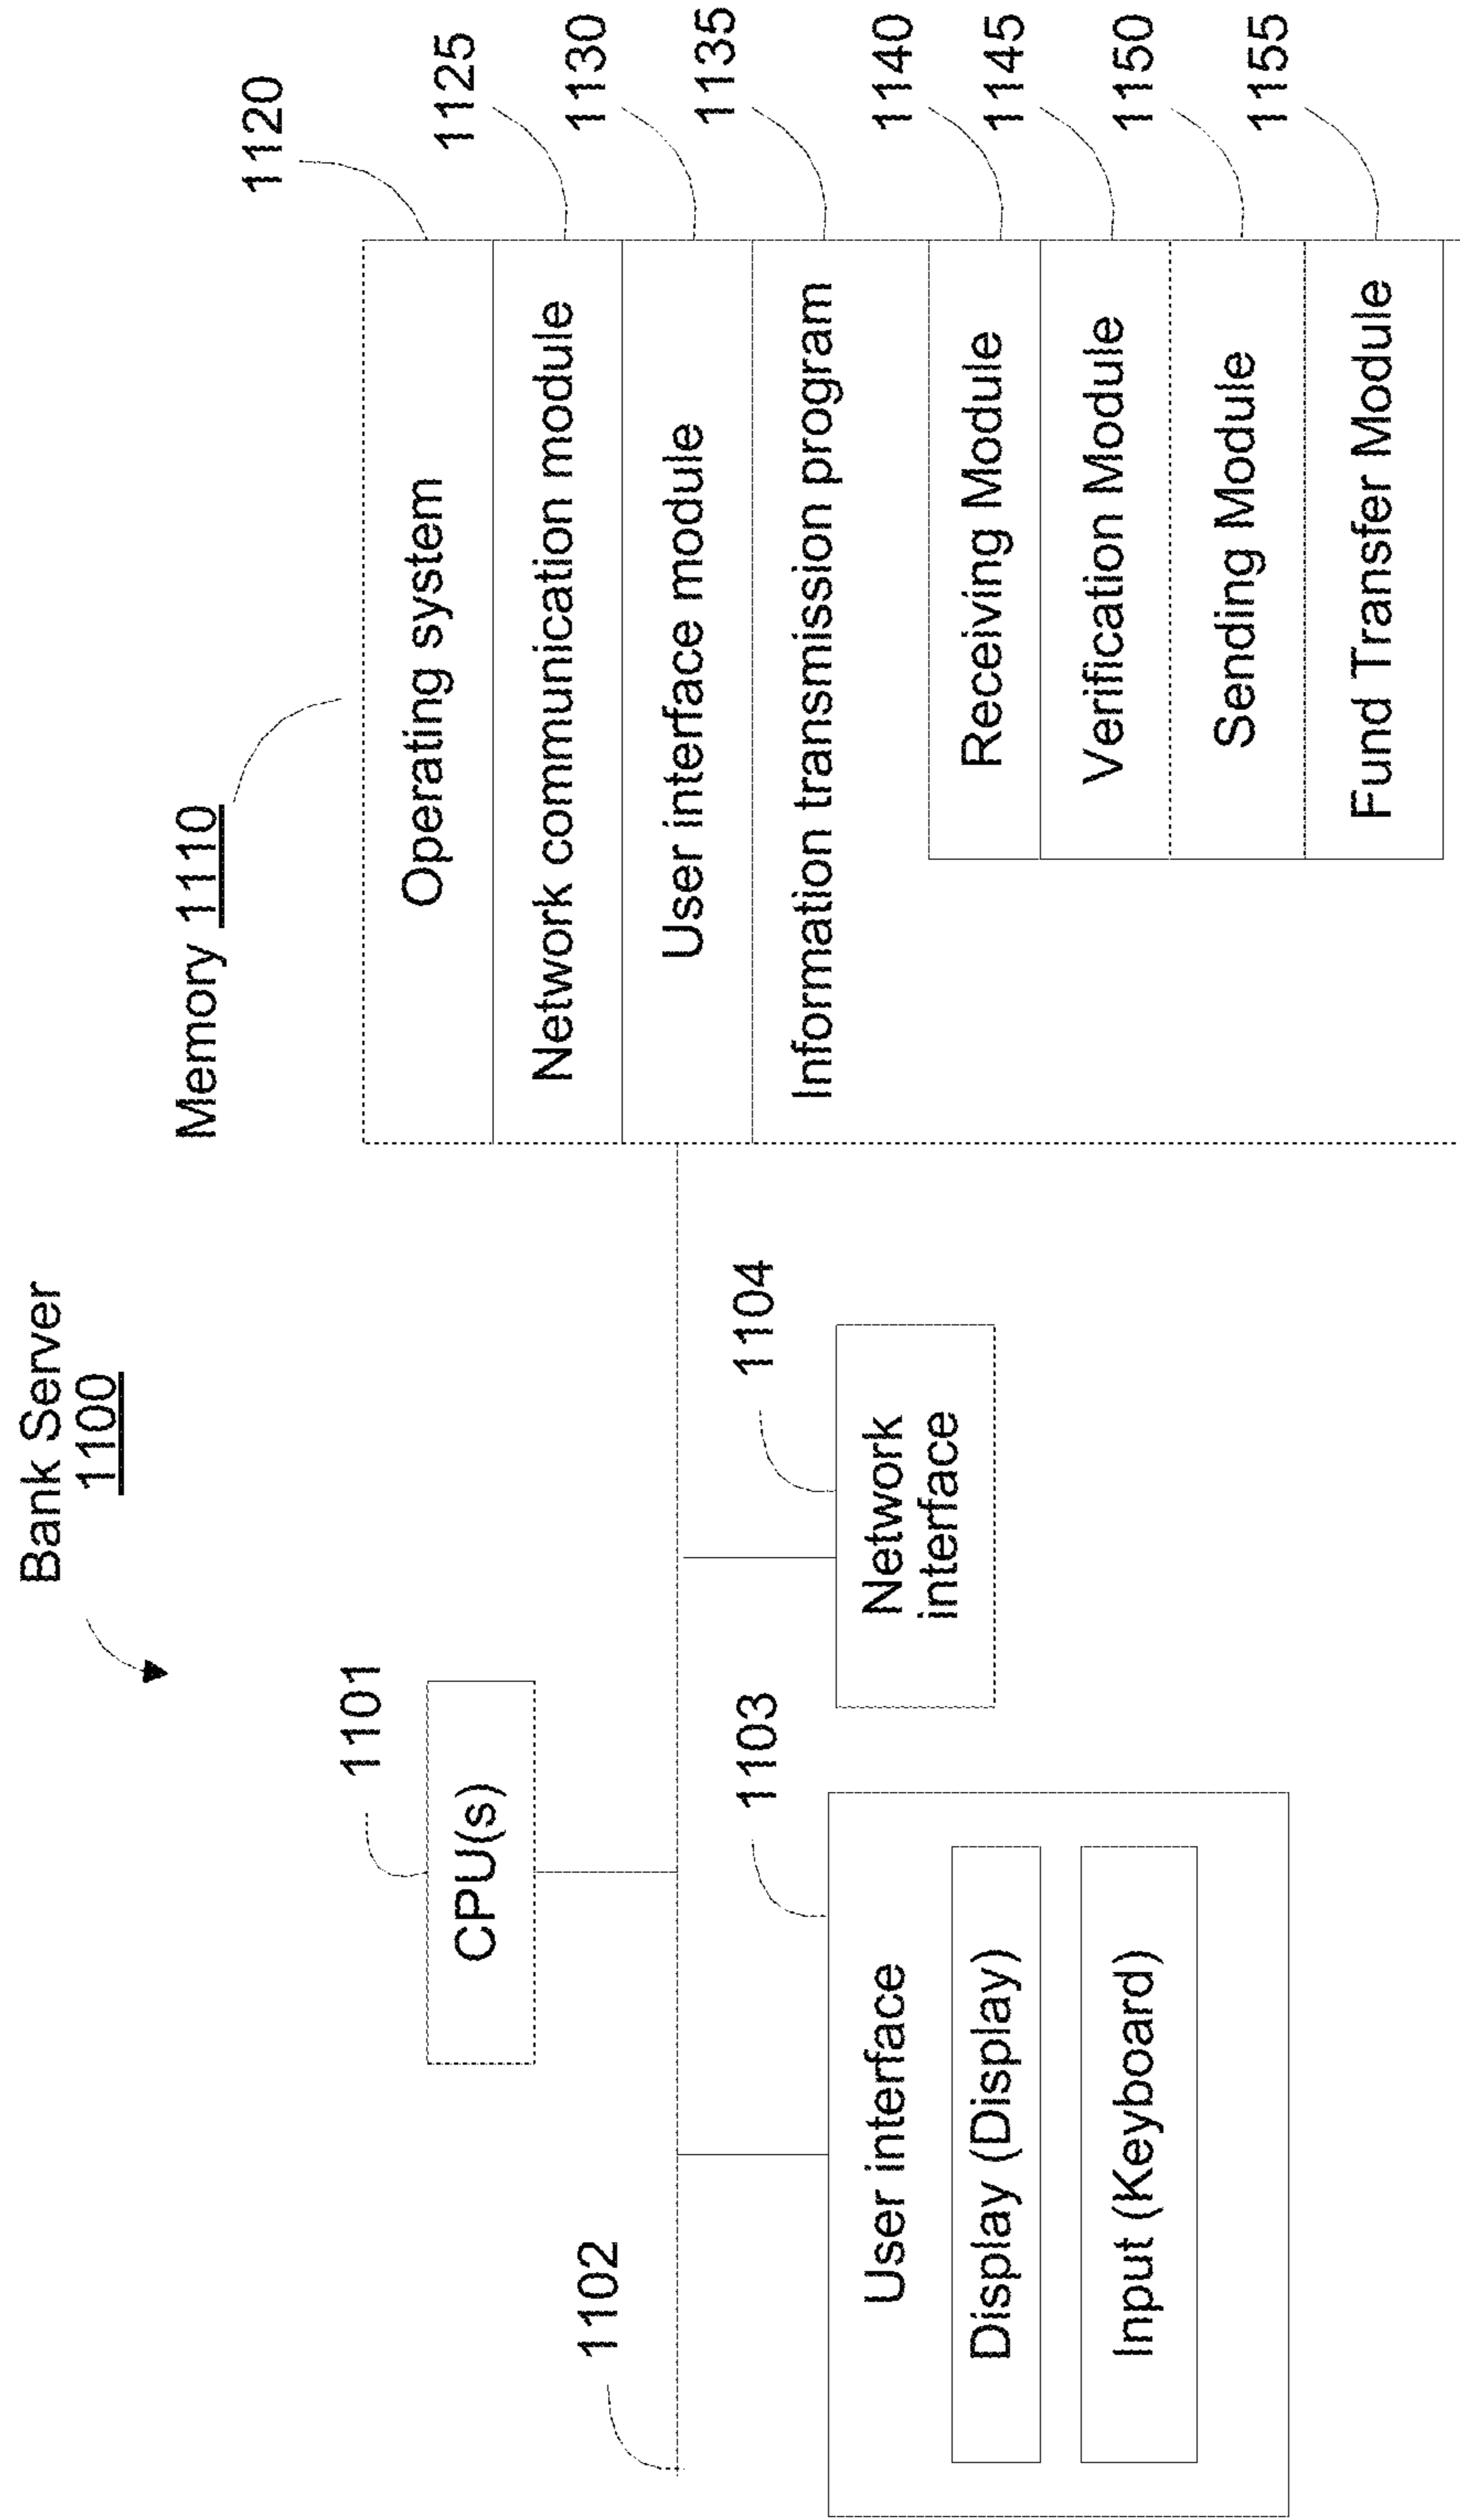 Bank Server
1100
Memory 1110
1120
Operating system
1125
Network communication module
1130
User interface module
1135
Information transmission program
1140
Receiving Module
1145
Verification Module
1150
Sending Module
1155
Fund Transfer Module
1101
CPU(s)
1102
1103
User interface
Display (Display)
Input (Keyboard)
1104
Network
interface